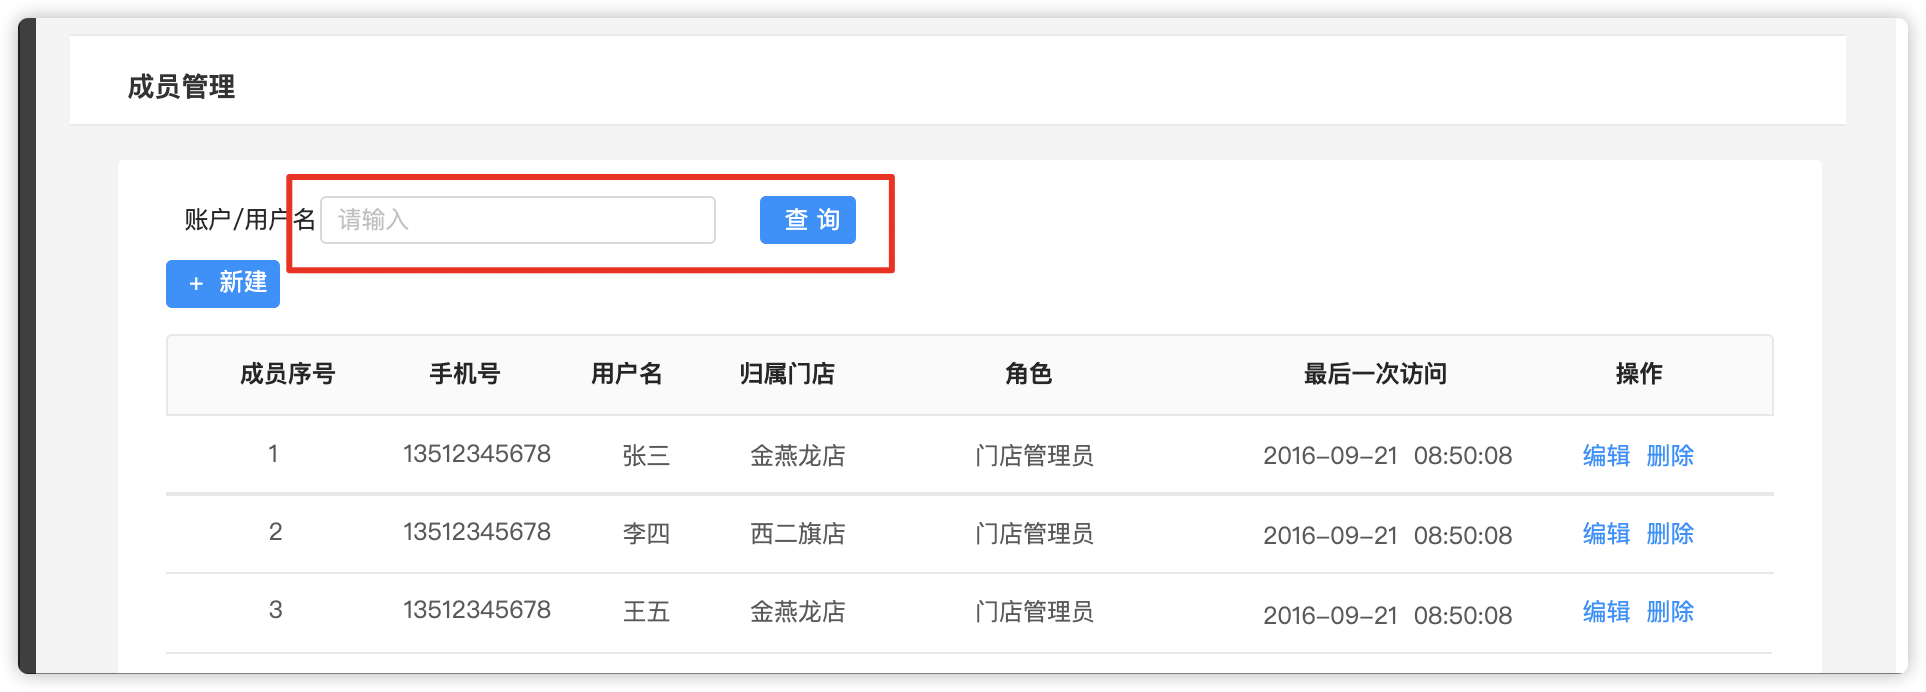 成员管理
账户/用户名 请输入 查 询
+ 新建
成员序号 手机号 用户名 归属门店 角色 最后一次访问 操作
1 13512345678 张三 金燕龙店 门店管理员 2016-09-21 08:50:08 编辑 删除
2 13512345678 李四 西二旗店 门店管理员 2016-09-21 08:50:08 编辑 删除
3 13512345678 王五 金燕龙店 门店管理员 2016-09-21 08:50:08 编辑 删除